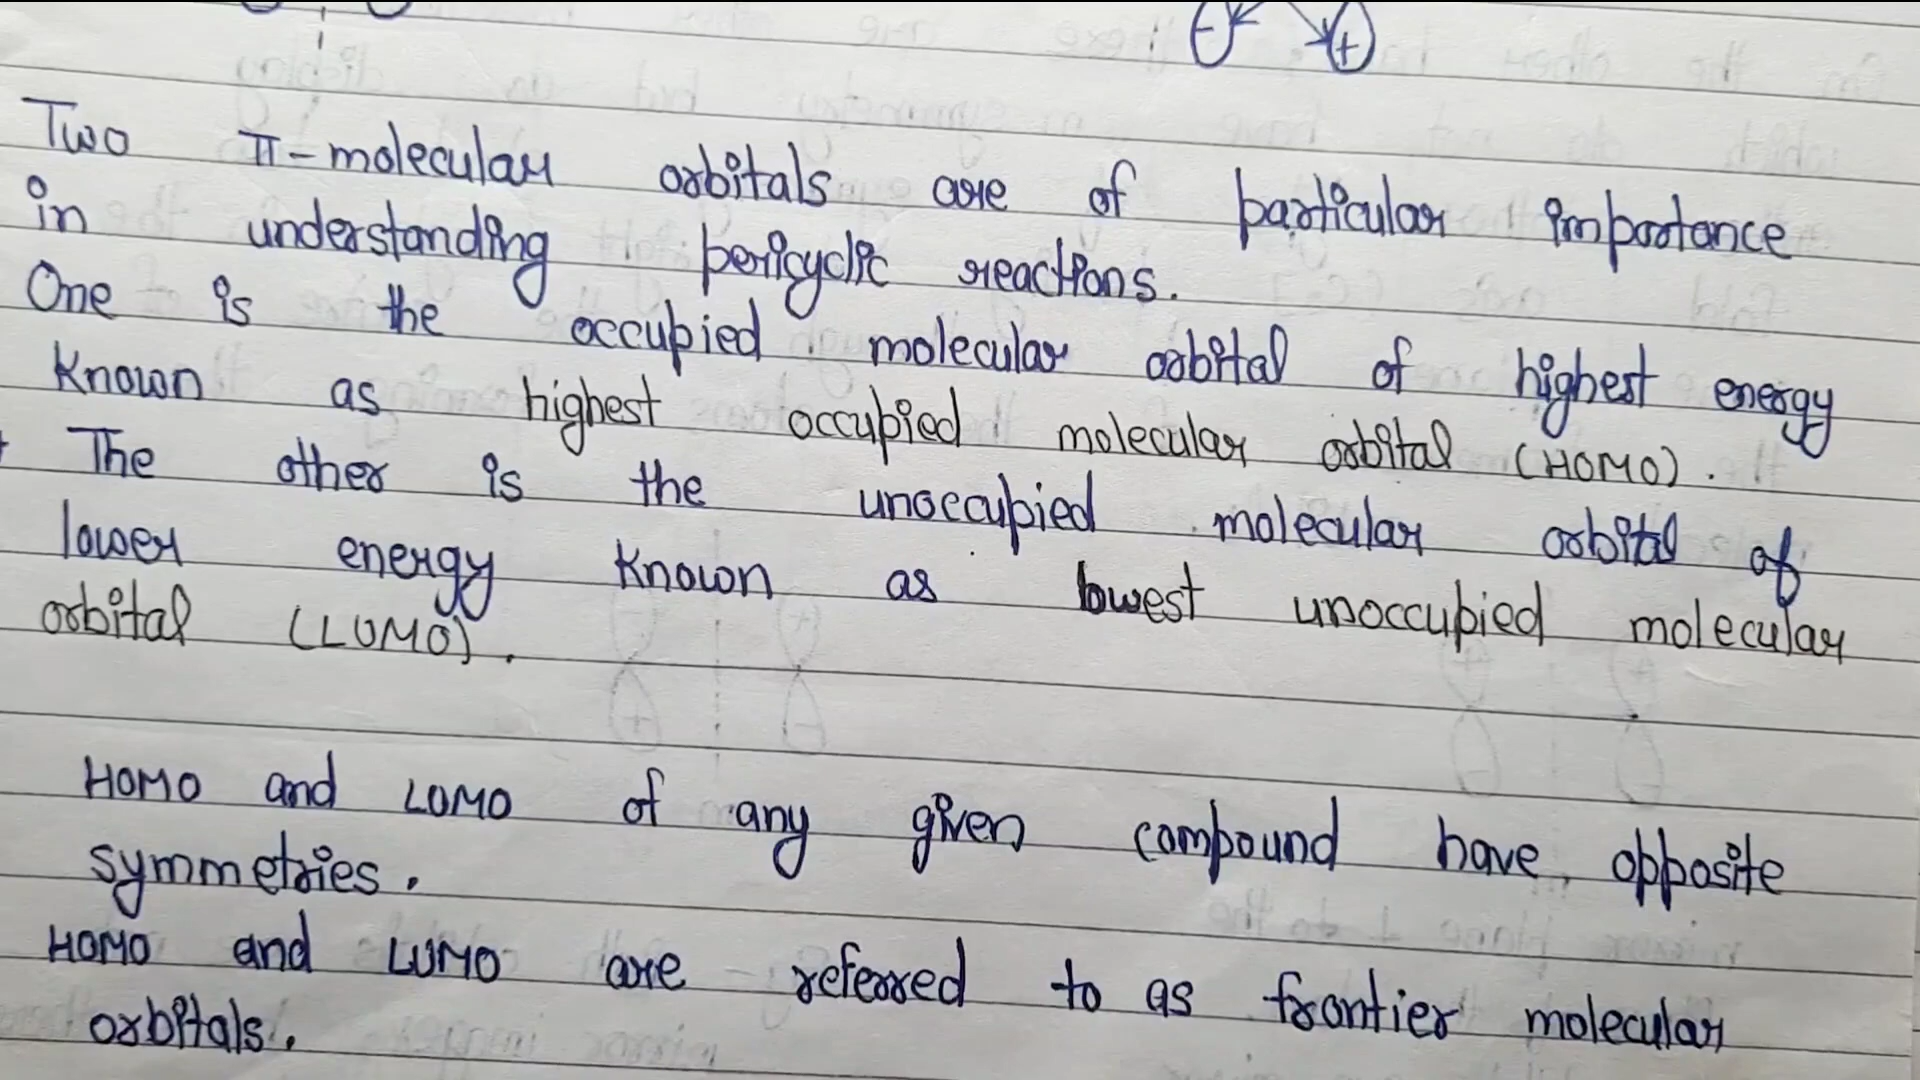 Two π-molecular orbitals are of particular importance
in understanding pericyclic reactions.
One is the occupied molecular orbital of highest energy
known as highest occupied molecular orbital (HOMO).
The other is the unoccupied molecular orbital of
lower energy known as lowest unoccupied molecular
orbital (LUMO).
HOMO and LUMO of any given compound have opposite
symmetries.
HOMO and LUMO are referred to as frontier molecular
orbitals.